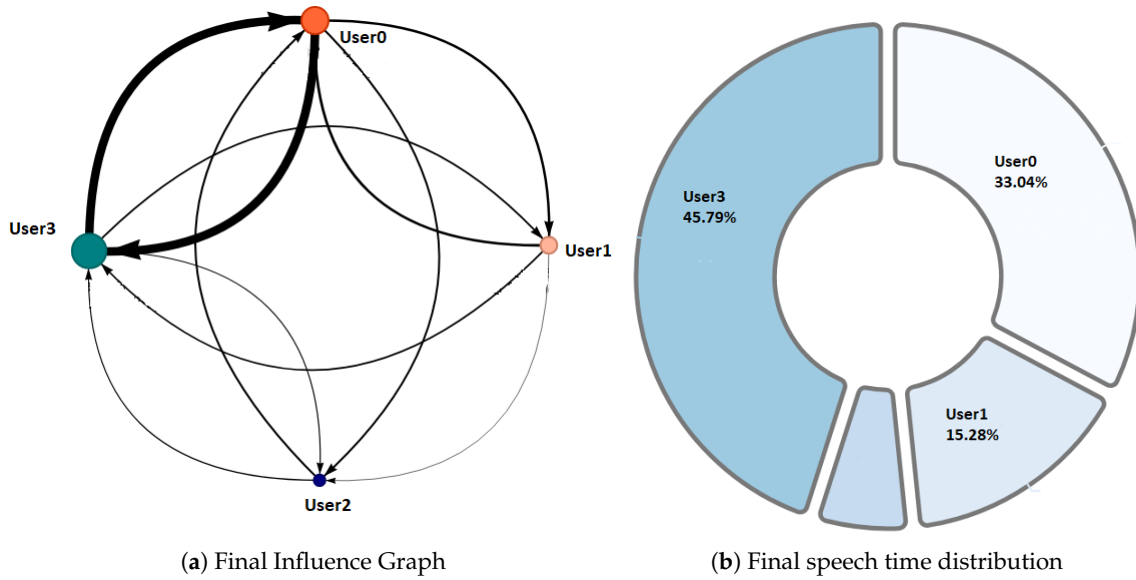 User0
User3
User1
User2
User0
33.04%
User3
45.79%
User1
15.28%
(a) Final Influence Graph
(b) Final speech time distribution